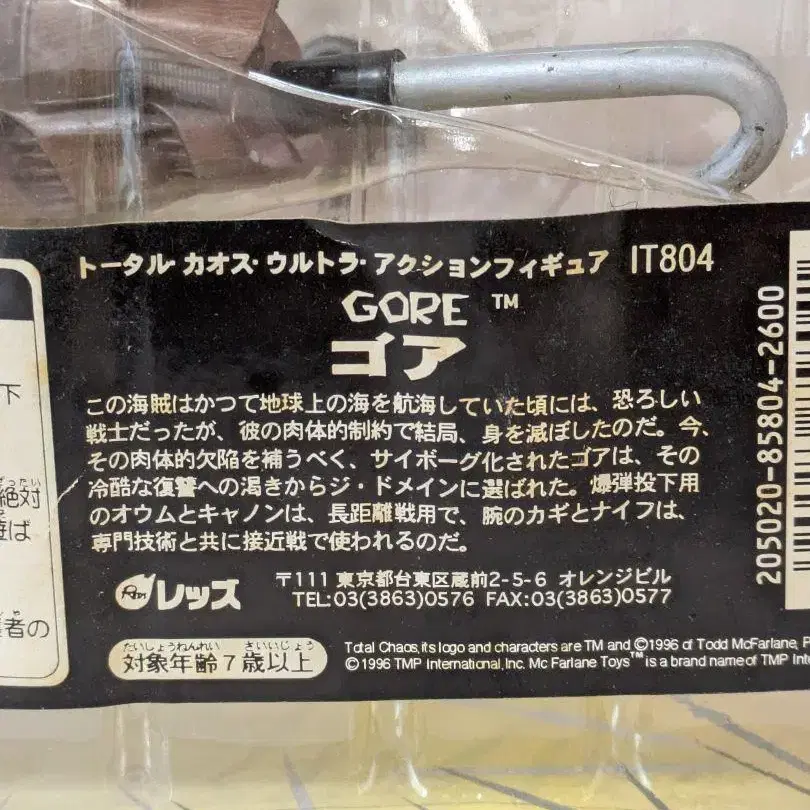 トータル・カオス・ウルトラ・アクションフィギュア IT804
GORE ™
ゴア
この海賊はかつて地球上の海を航海していた頃には、恐ろしい
戦士だったが、彼の肉体的制約で結局、身を滅ぼしたのだ。今、
その肉体的欠陥を補うべく、サイボーグ化されたゴアは、その
冷酷な復讐への渇きからジ・ドメインに選ばれた。爆弾投下用
のオウムとキャノンは、長距離戦用で、腕のカギとナイフは、
専門技術と共に接近戦で使われるのだ。
レッズ
〒111 東京都台東区蔵前2-5-6 オレンジビル
TEL:03(3863)0576 FAX:03(3863)0577
たいしょうねんれい さいいじょう
対象年齢7歳以上
Total Chaos, its logo and characters are TM and ©1996 of Todd McFarlane, P
©1996 TMP International, Inc. Mc Farlane Toys™ is a brand name of TMP Int
205020-85804-2600
下
絶対
ば
者の